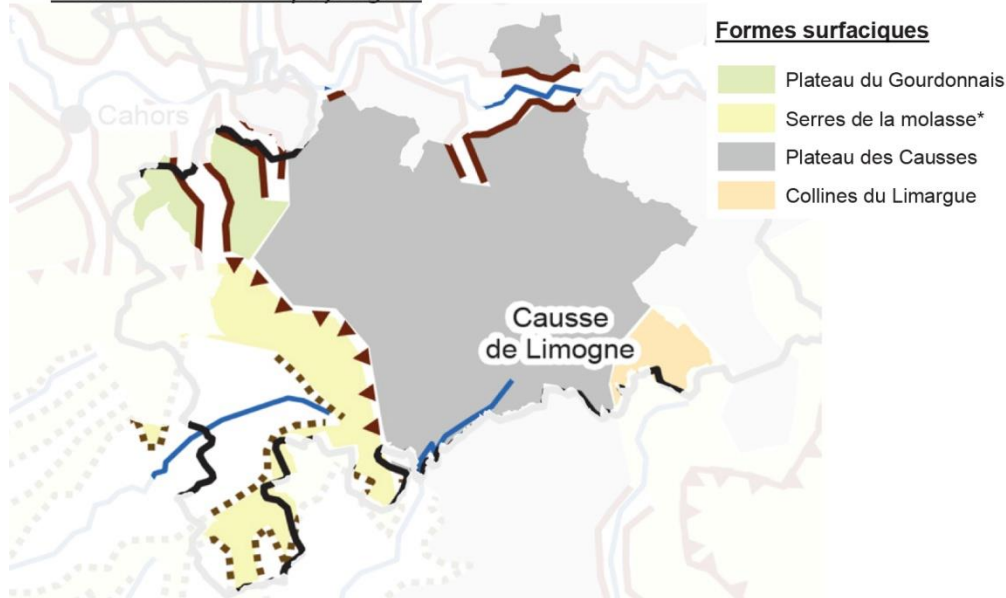 Formes surfaciques
Plateau du Gourdonnais
Serres de la molasse*
Plateau des Causses
Collines du Limargue
Cahors
Causse
de Limogne